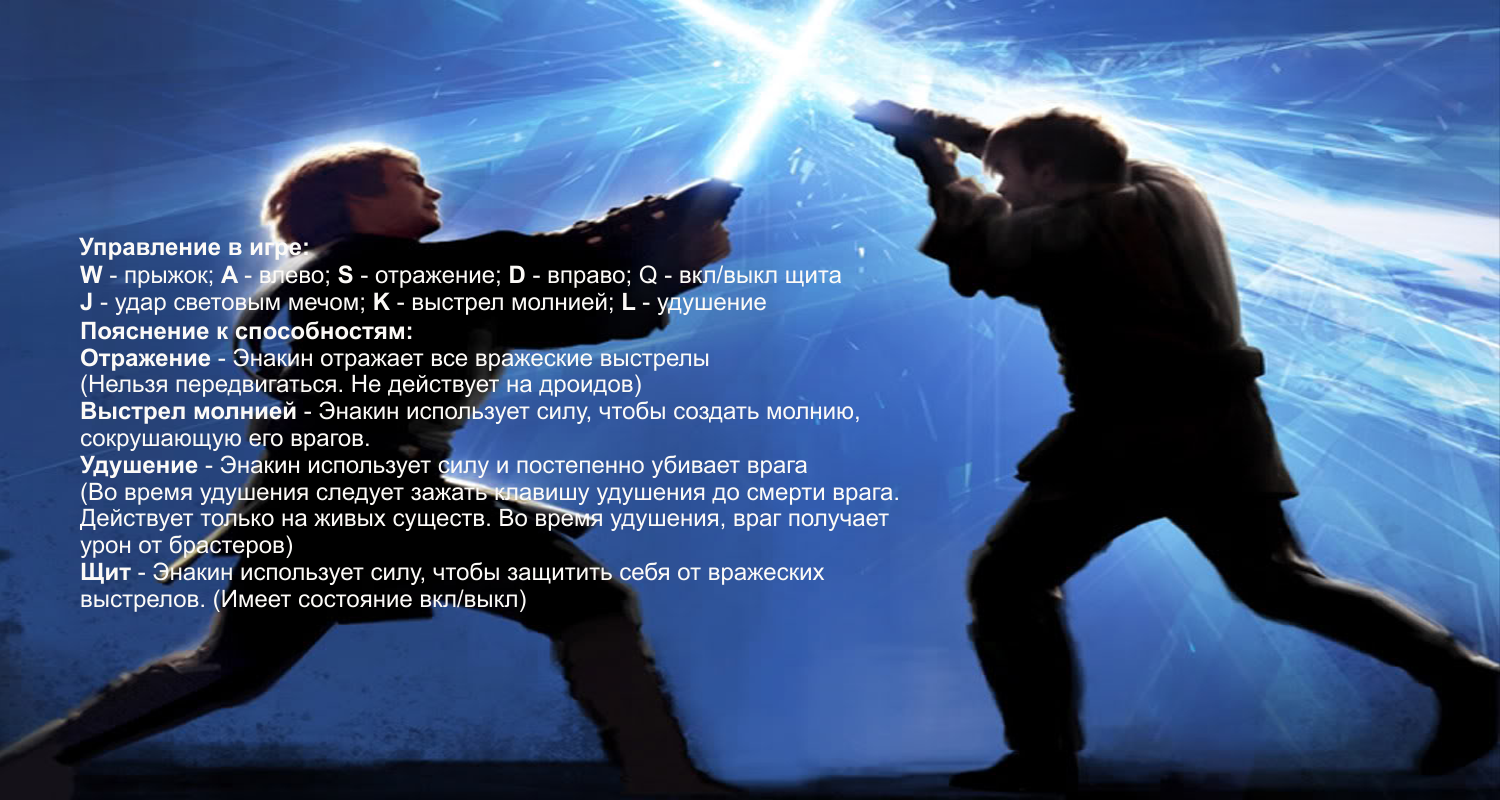 Управление в игре:
W - прыжок; A - влево; S - отражение; D - вправо; Q - вкл/выкл щита
J - удар световым мечом; K - выстрел молнией; L - удушение
Пояснение к способностям:
Отражение - Энакин отражает все вражеские выстрелы
(Нельзя передвигаться. Не действует на дроидов)
Выстрел молнией - Энакин использует силу, чтобы создать молнию,
сокрушающую его врагов.
Удушение - Энакин использует силу и постепенно убивает врага
(Во время удушения следует зажать клавишу удушения до смерти врага.
Действует только на живых существ. Во время удушения, враг получает
урон от брастеров)
Щит - Энакин использует силу, чтобы защитить себя от вражеских
выстрелов. (Имеет состояние вкл/выкл)